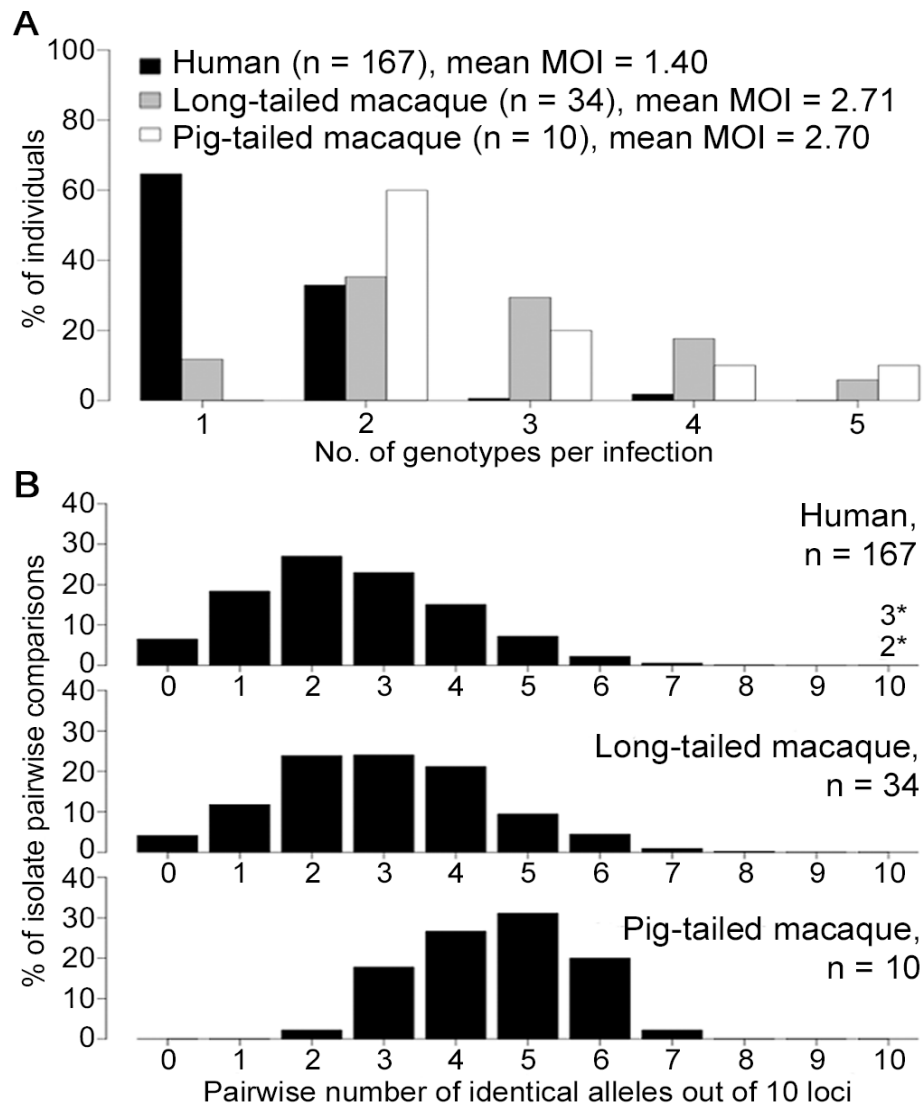 A
% of individuals
100
80
60
40
20
0
Human (n = 167), mean MOI = 1.40
Long-tailed macaque (n = 34), mean MOI = 2.71
Pig-tailed macaque (n = 10), mean MOI = 2.70
1 2 3 4 5
No. of genotypes per infection
B
% of isolate pairwise comparisons
40
30
20
10
0
Human,
n = 167
3*
2*
0 1 2 3 4 5 6 7 8 9 10
40
30
20
10
0
Long-tailed macaque,
n = 34
0 1 2 3 4 5 6 7 8 9 10
40
30
20
10
0
Pig-tailed macaque,
n = 10
0 1 2 3 4 5 6 7 8 9 10
Pairwise number of identical alleles out of 10 loci